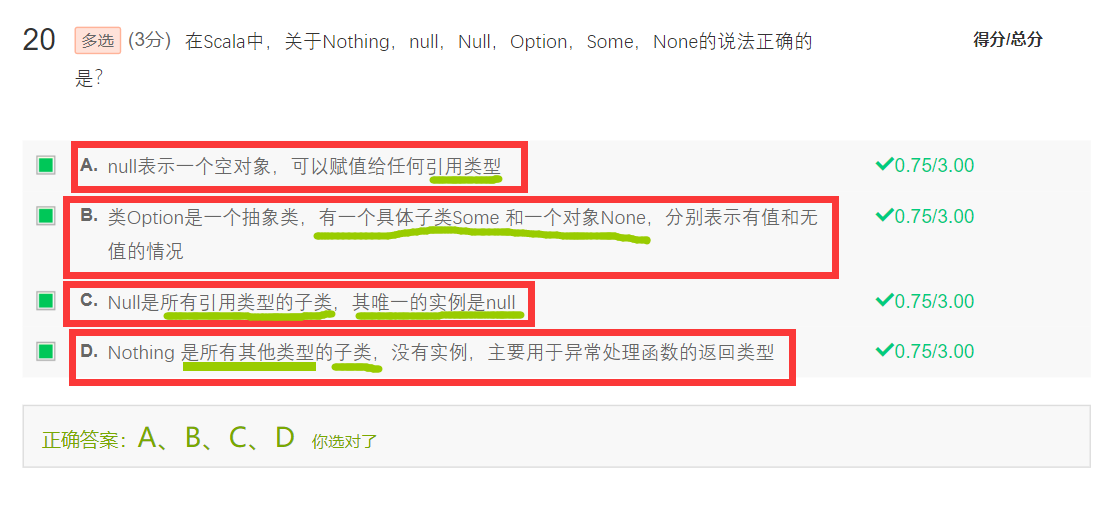 20 多选 (3分) 在Scala中，关于Nothing，null，Null，Option，Some，None的说法正确的 得分/总分
是？
A. null表示一个空对象，可以赋值给任何引用类型 0.75/3.00
B. 类Option是一个抽象类，有一个具体子类Some 和一个对象None，分别表示有值和无 0.75/3.00
值的情况
C. Null是所有引用类型的子类，其唯一的实例是null 0.75/3.00
D. Nothing 是所有其他类型的子类，没有实例，主要用于异常处理函数的返回类型 0.75/3.00
正确答案：A、B、C、D 你选对了